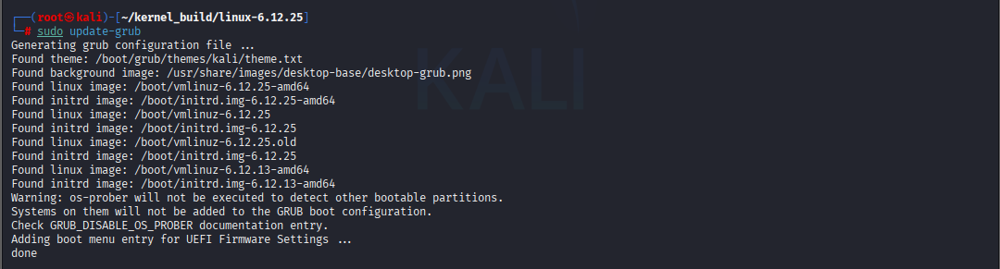 ┌──(root㉿kali)-[~/kernel_build/linux-6.12.25]
└─# sudo update-grub
Generating grub configuration file ...
Found theme: /boot/grub/themes/kali/theme.txt
Found background image: /usr/share/images/desktop-base/desktop-grub.png
Found linux image: /boot/vmlinuz-6.12.25-amd64
Found initrd image: /boot/initrd.img-6.12.25-amd64
Found linux image: /boot/vmlinuz-6.12.25
Found initrd image: /boot/initrd.img-6.12.25
Found linux image: /boot/vmlinuz-6.12.25.old
Found initrd image: /boot/initrd.img-6.12.25
Found linux image: /boot/vmlinuz-6.12.13-amd64
Found initrd image: /boot/initrd.img-6.12.13-amd64
Warning: os-prober will not be executed to detect other bootable partitions.
Systems on them will not be added to the GRUB boot configuration.
Check GRUB_DISABLE_OS_PROBER documentation entry.
Adding boot menu entry for UEFI Firmware Settings ...
done
KALI